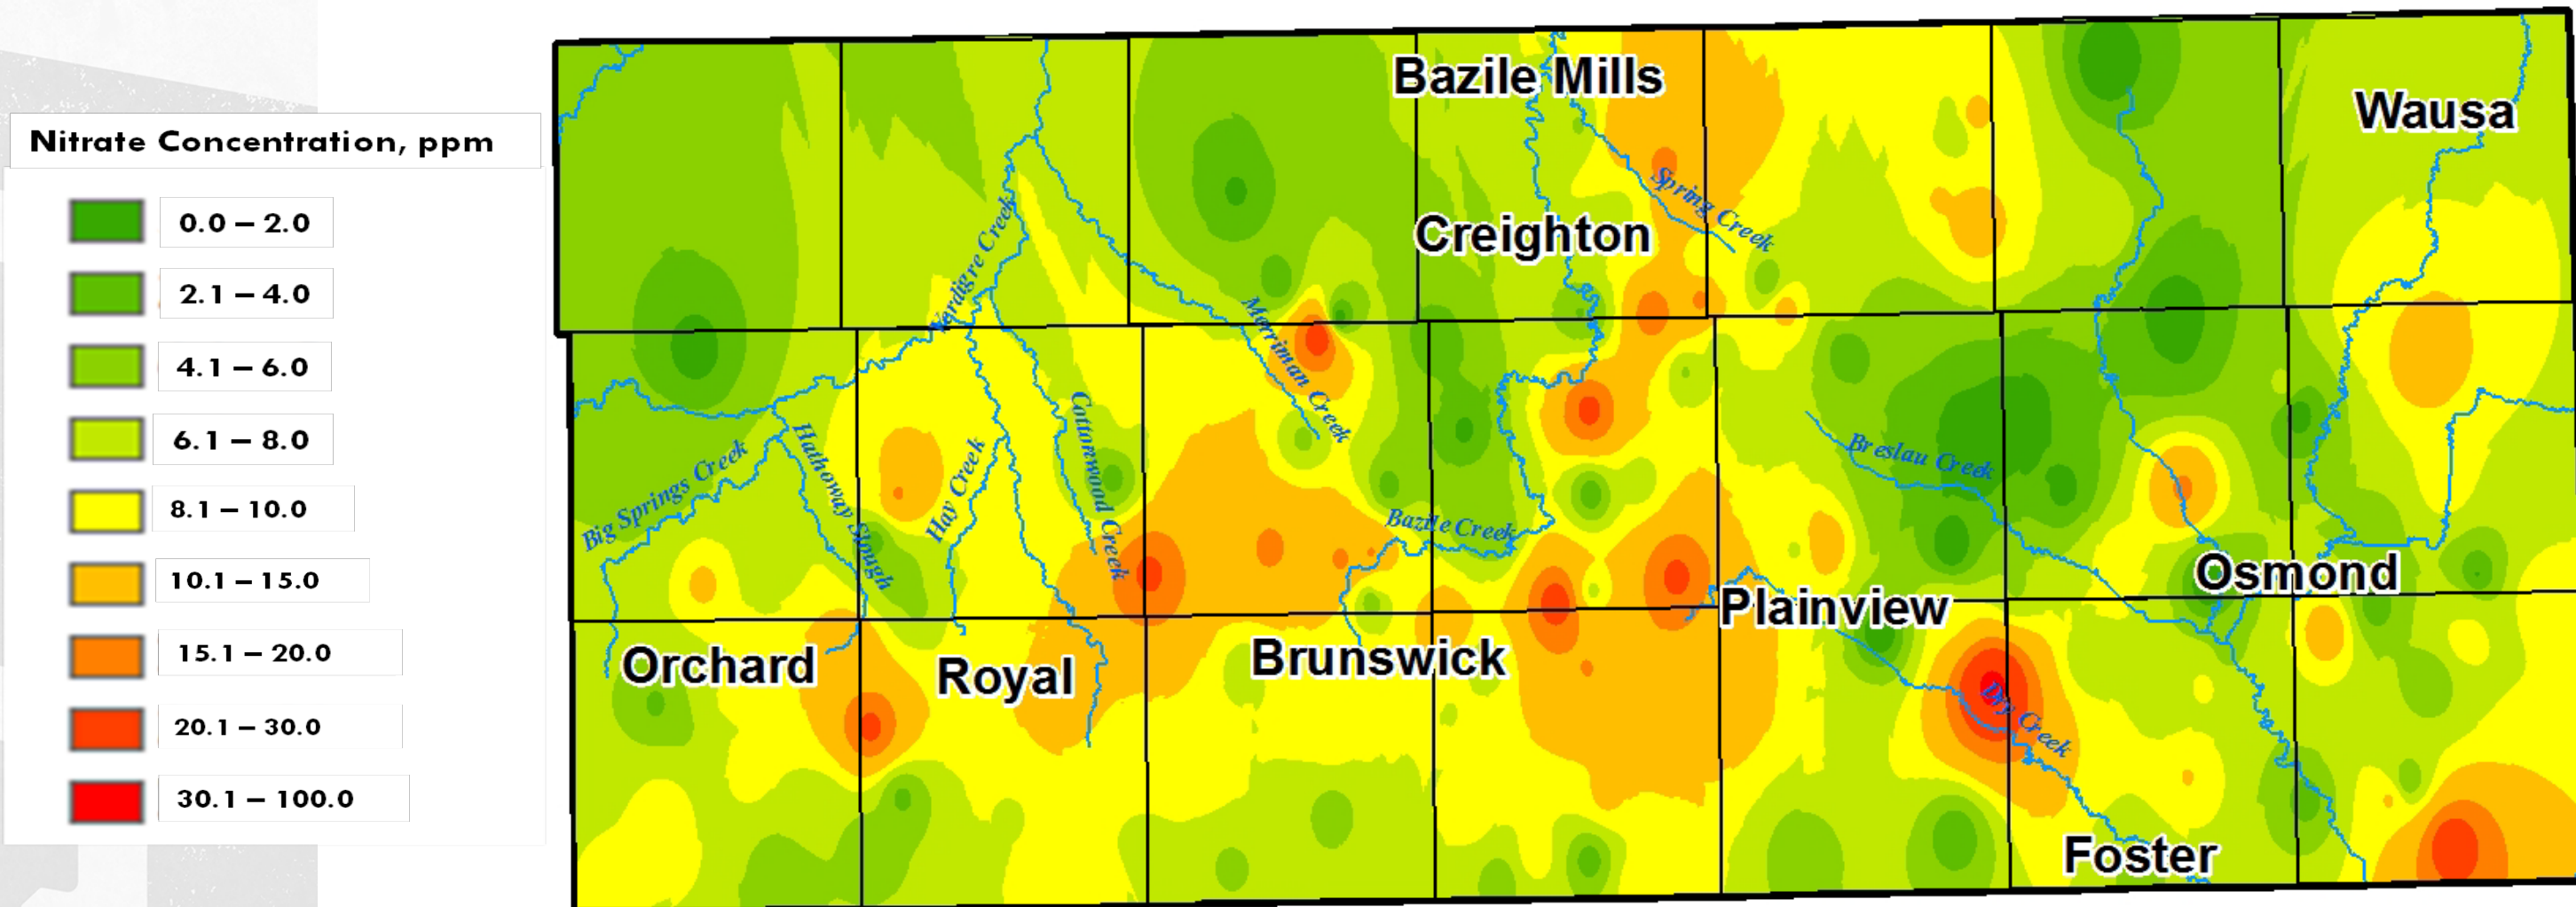 Nitrate Concentration, ppm
0.0 – 2.0
2.1 – 4.0
4.1 – 6.0
6.1 – 8.0
8.1 – 10.0
10.1 – 15.0
15.1 – 20.0
20.1 – 30.0
30.1 – 100.0
Bazile Mills
Wausa
Spring Creek
Creighton
Verdigre Creek
Merriman Creek
Cottonwood Creek
Big Springs Creek
Hathoway Slough
Hay Creek
Bazile Creek
Breslau Creek
Osmond
Plainview
Orchard
Royal
Brunswick
Dry Creek
Foster